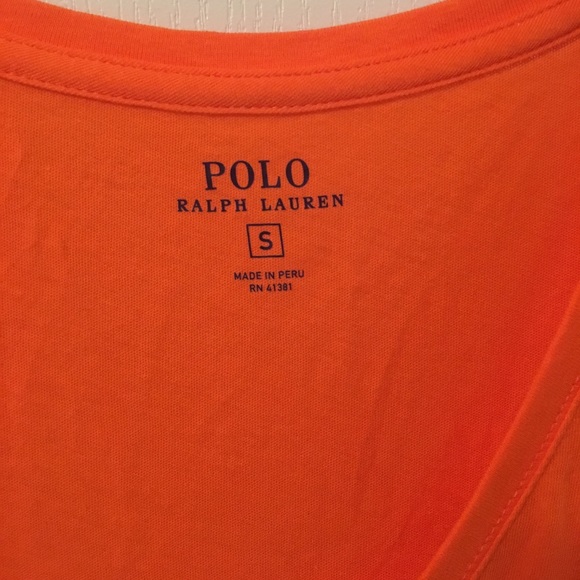 POLO
RALPH LAUREN
S
MADE IN PERU
RN 41381